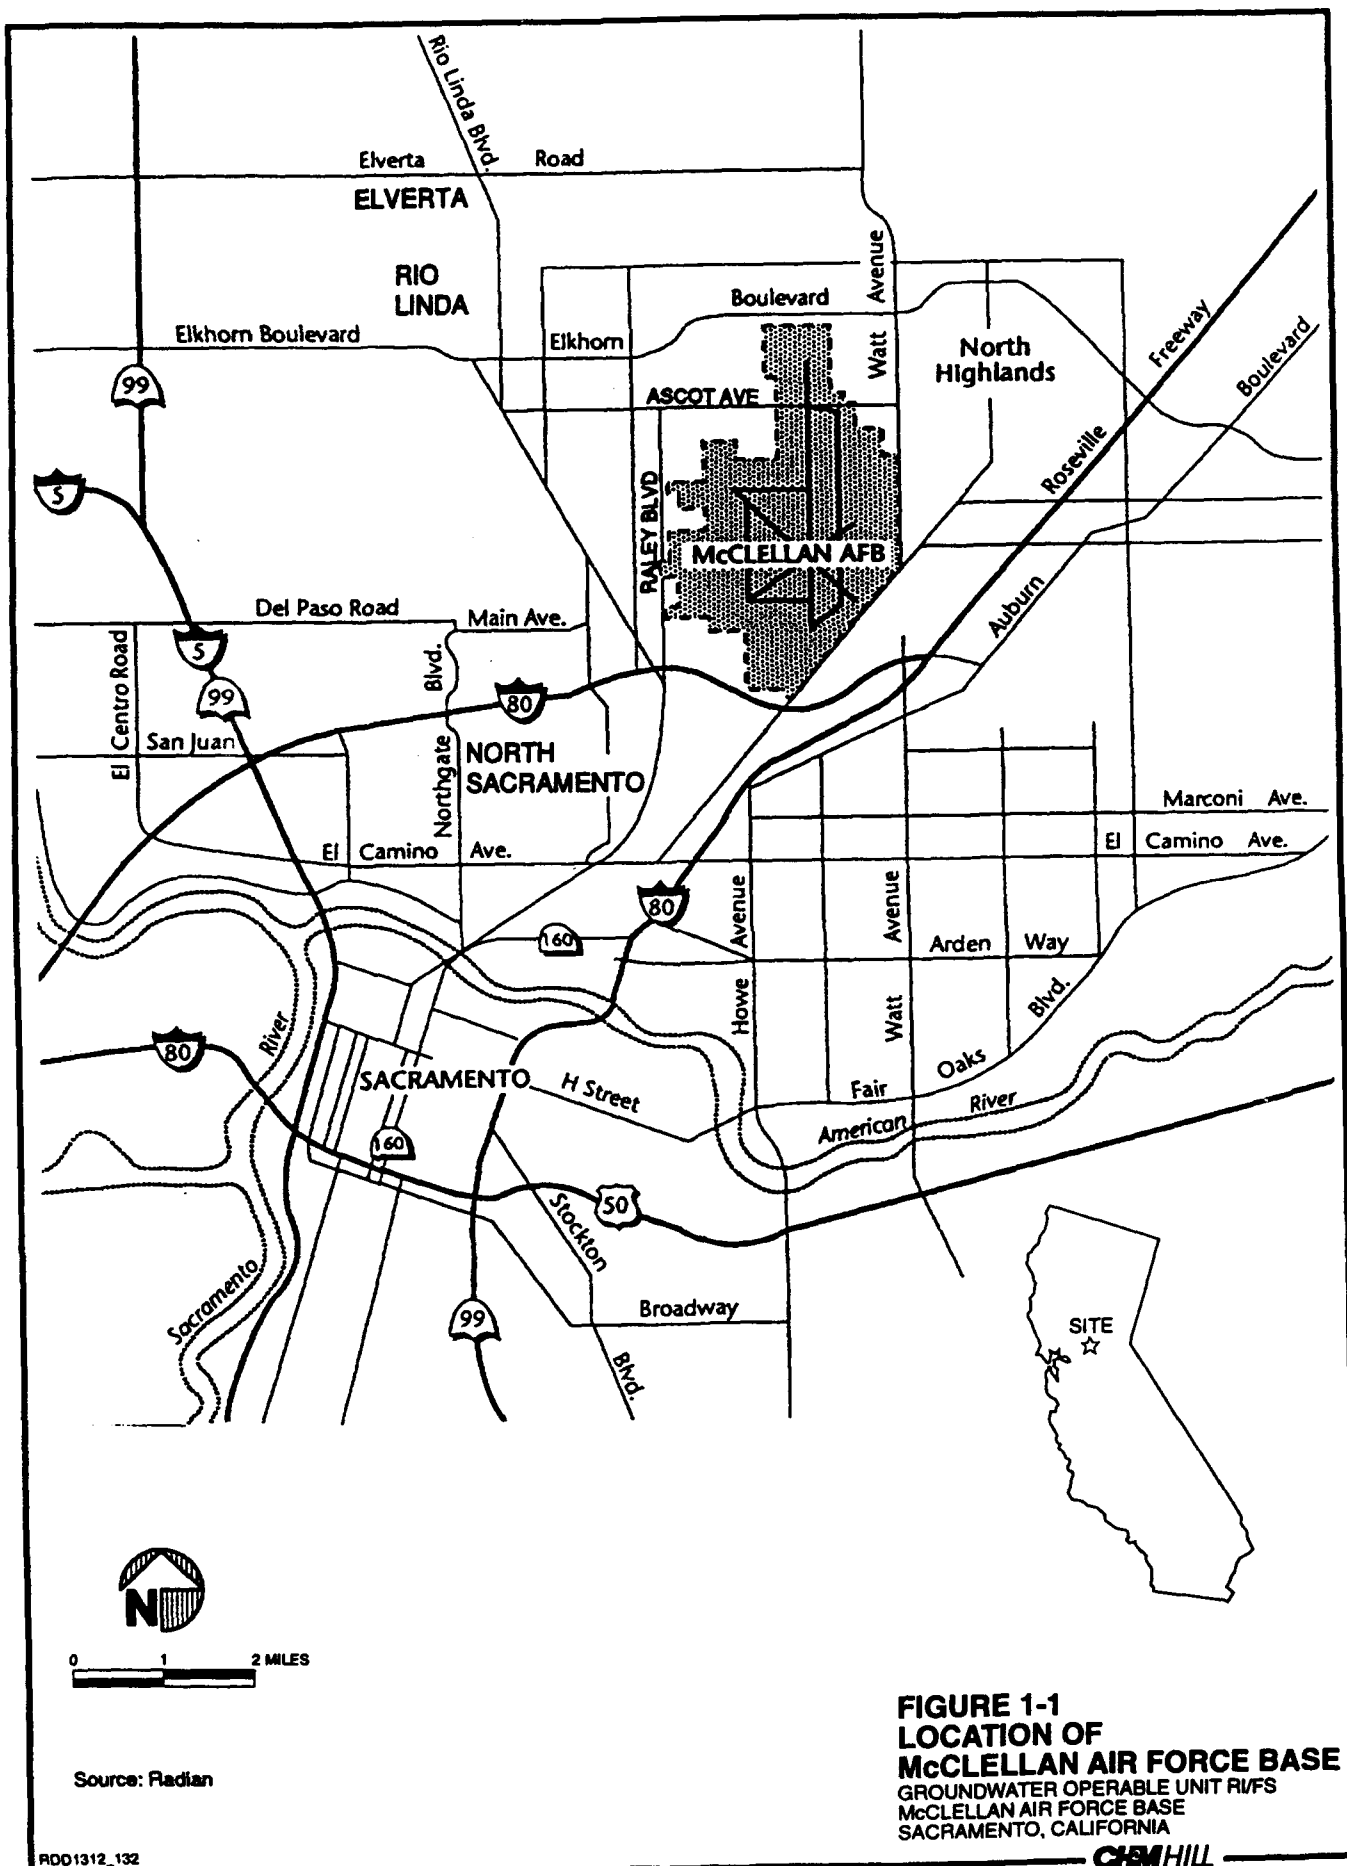 Rio Linda Blvd.
Elverta Road
ELVERTA
RIO
LINDA
Watt Avenue
Boulevard
Elkhorn Boulevard
Elkhorn
North
Highlands
Freeway
Boulevard
99
ASCOT AVE
Roseville
5
RALEY BLVD
McCLELLAN AFB
Auburn
Del Paso Road
Main Ave.
El Centro Road
5
Blvd.
99
80
San Juan
Northgate
NORTH
SACRAMENTO
Marconi Ave.
El Camino Ave.
El Camino Ave.
80
Howe Avenue
Watt Avenue
160
Arden Way
River
80
Blvd.
Oaks
Fair
SACRAMENTO
H Street
American River
160
50
Stockton
Sacramento
99
Broadway
Blvd.
SITE
N
0 1 2 MILES
Source: Radian
FIGURE 1-1
LOCATION OF
McCLELLAN AIR FORCE BASE
GROUNDWATER OPERABLE UNIT RI/FS
McCLELLAN AIR FORCE BASE
SACRAMENTO, CALIFORNIA
RDD1312_132
CH2M HILL